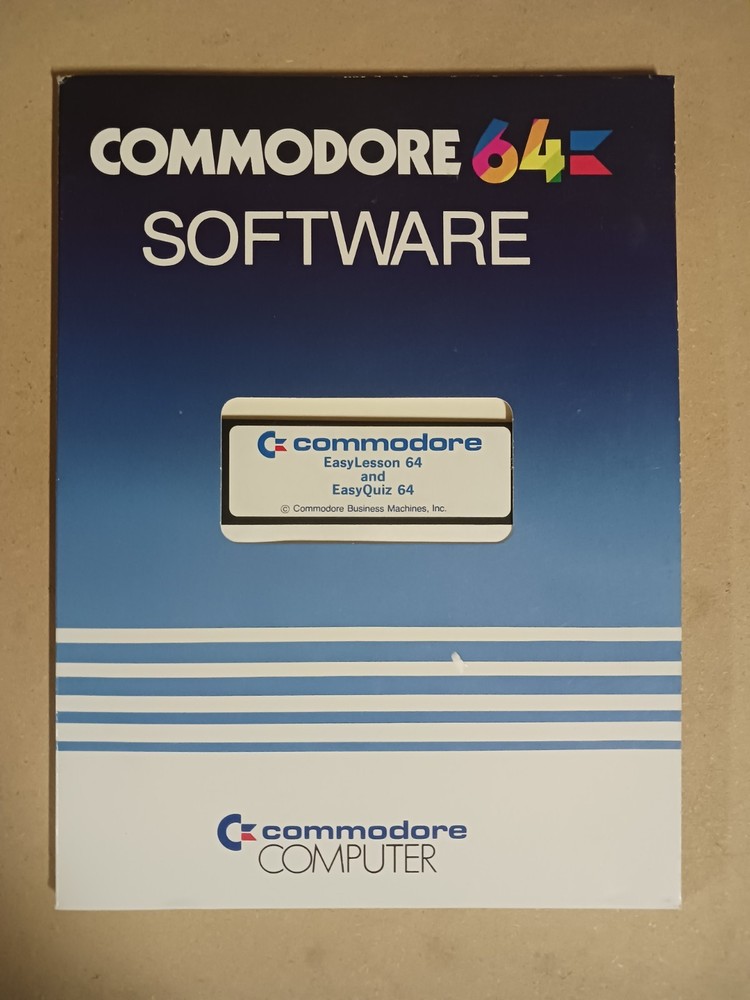 COMMODORE 64
SOFTWARE
commodore
EasyLesson 64
and
EasyQuiz 64
© Commodore Business Machines, Inc.
commodore
COMPUTER